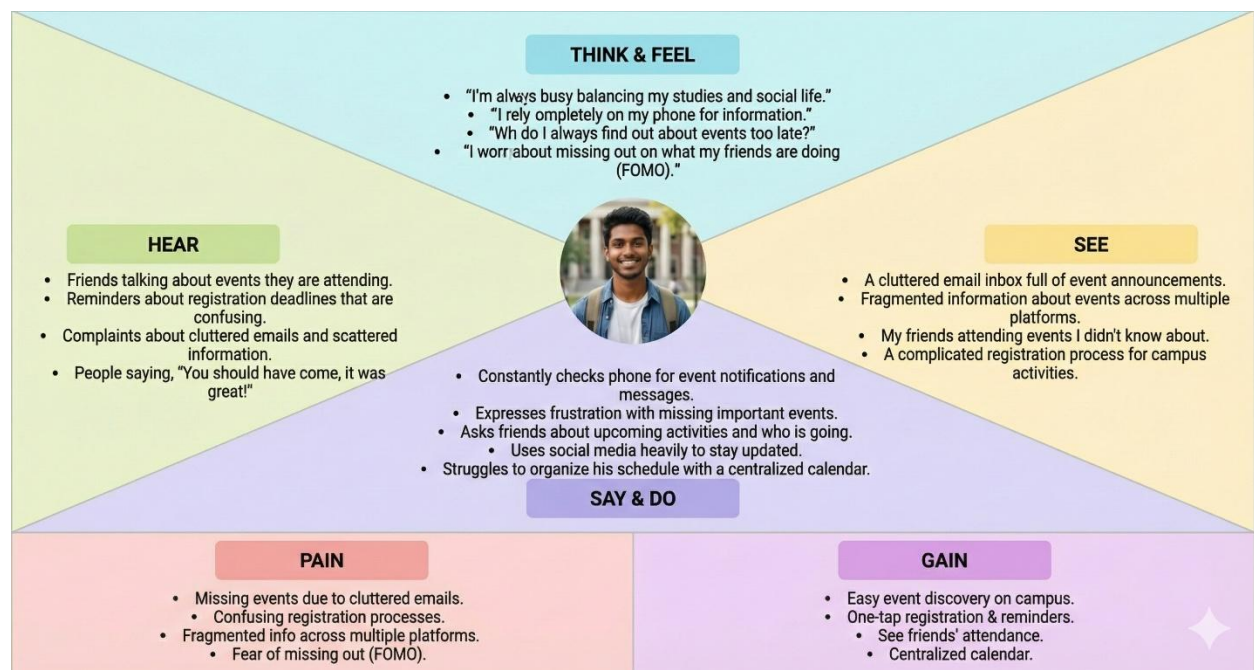 THINK & FEEL
• “I'm always busy balancing my studies and social life.”
• “I rely ompletely on my phone for information.”
• “Wh do I always find out about events too late?”
• “I worr about missing out on what my friends are doing
(FOMO).”
HEAR
• Friends talking about events they are attending.
• Reminders about registration deadlines that are
confusing.
• Complaints about cluttered emails and scattered
information.
• People saying, “You should have come, it was
great!”
SEE
• A cluttered email inbox full of event announcements.
• Fragmented information about events across multiple
platforms.
• My friends attending events I didn't know about.
• A complicated registration process for campus
activities.
• Constantly checks phone for event notifications and
messages.
• Expresses frustration with missing important events.
• Asks friends about upcoming activities and who is going.
• Uses social media heavily to stay updated.
• Struggles to organize his schedule with a centralized calendar.
SAY & DO
PAIN
• Missing events due to cluttered emails.
• Confusing registration processes.
• Fragmented info across multiple platforms.
• Fear of missing out (FOMO).
GAIN
• Easy event discovery on campus.
• One-tap registration & reminders.
• See friends' attendance.
• Centralized calendar.